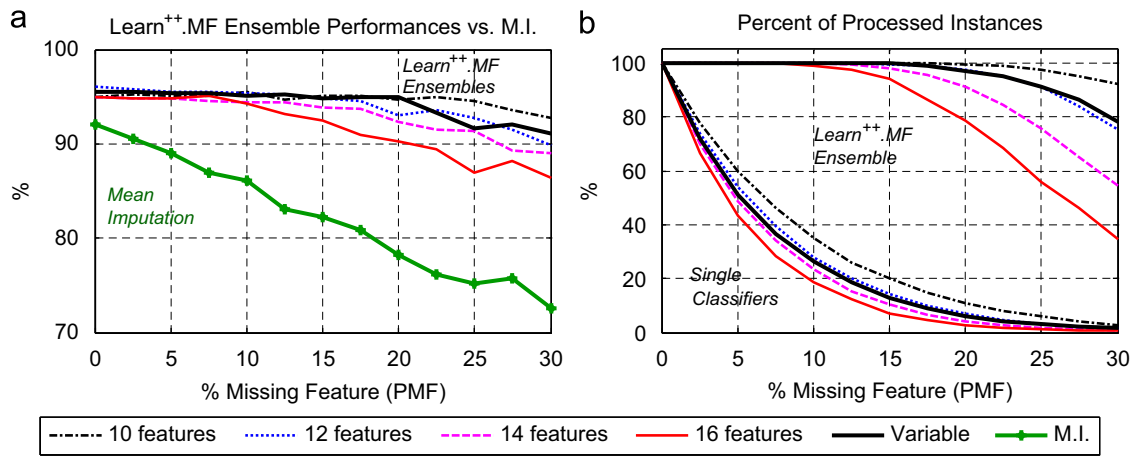 a
Learn++.MF Ensemble Performances vs. M.I.
100
90
80
70
%
Learn++.MF
Ensembles
Mean
Imputation
0 5 10 15 20 25 30
% Missing Feature (PMF)
b
Percent of Processed Instances
100
80
60
40
20
0
%
Learn++.MF
Ensemble
Single
Classifiers
0 5 10 15 20 25 30
% Missing Feature (PMF)
10 features 12 features 14 features 16 features Variable M.I.